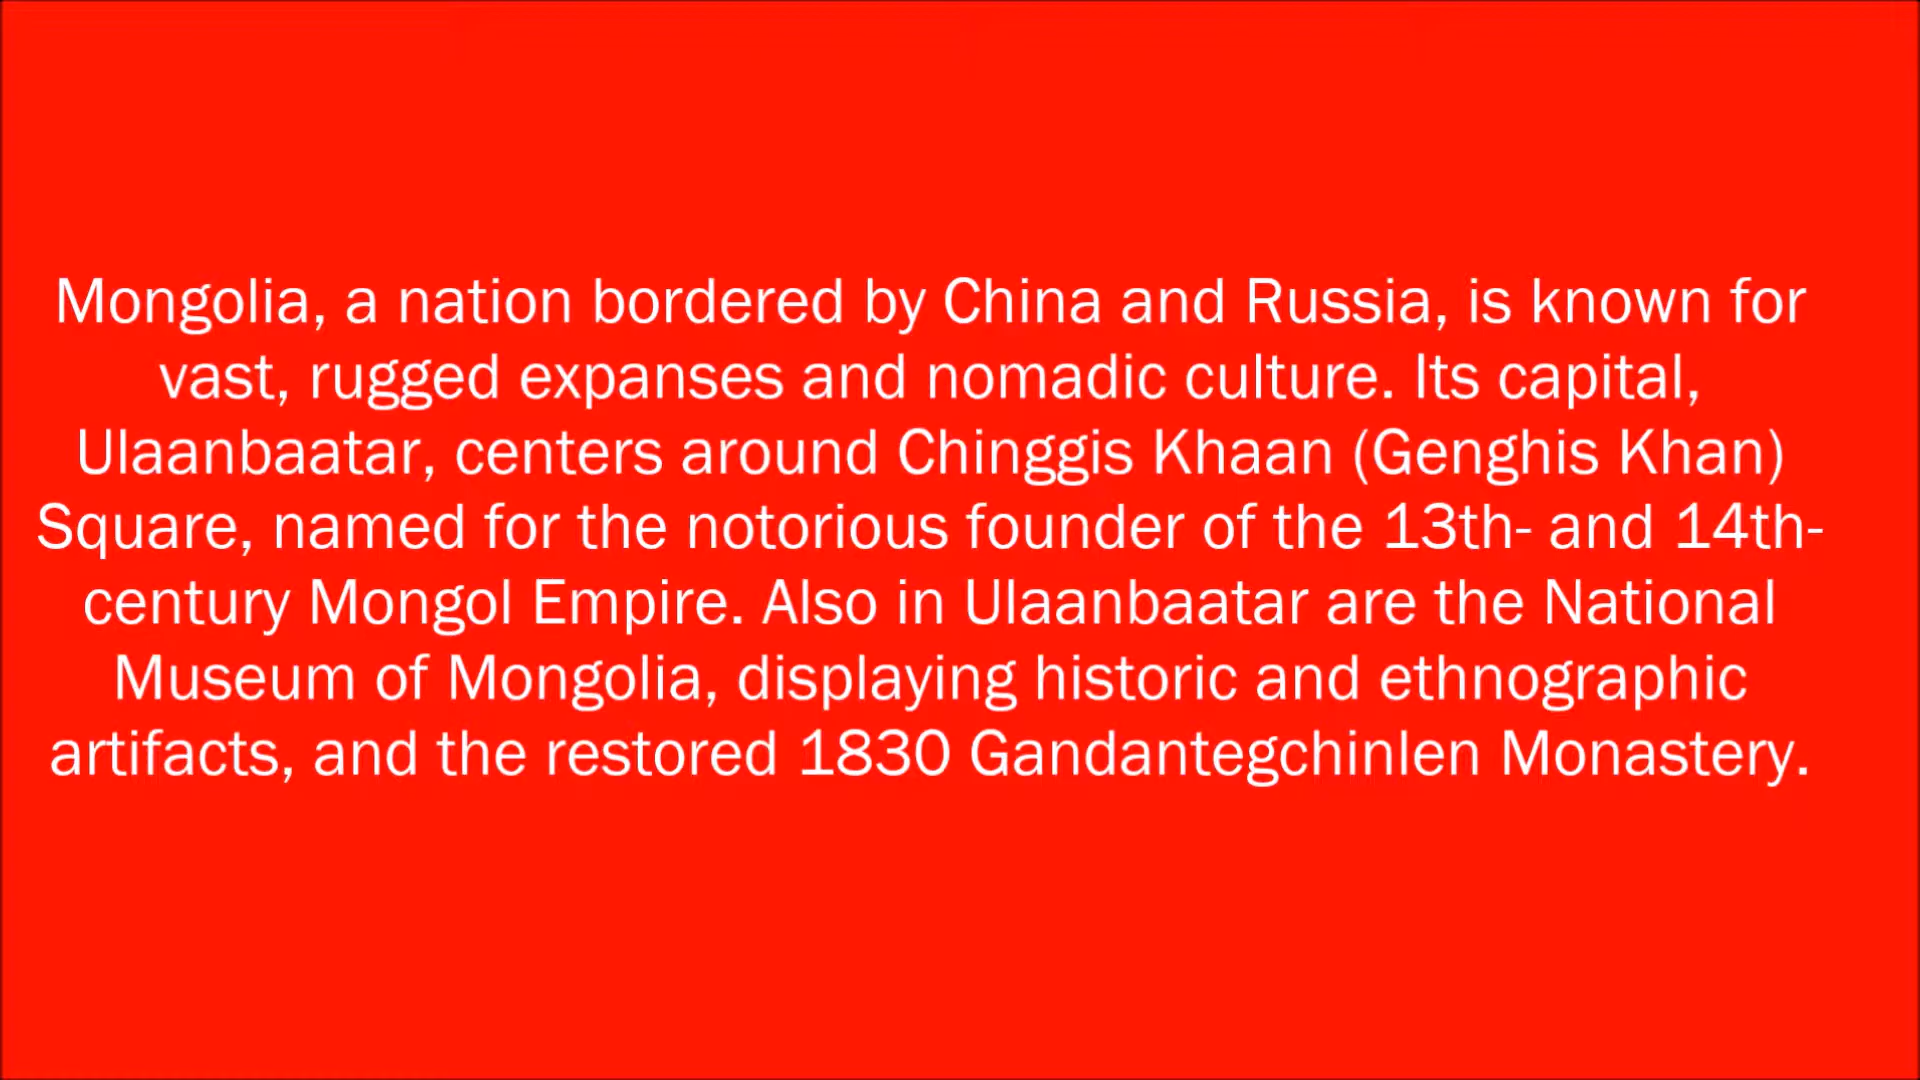 Mongolia, a nation bordered by China and Russia, is known for
vast, rugged expanses and nomadic culture. Its capital,
Ulaanbaatar, centers around Chinggis Khaan (Genghis Khan)
Square, named for the notorious founder of the 13th- and 14th-
century Mongol Empire. Also in Ulaanbaatar are the National
Museum of Mongolia, displaying historic and ethnographic
artifacts, and the restored 1830 Gandantegchinlen Monastery.